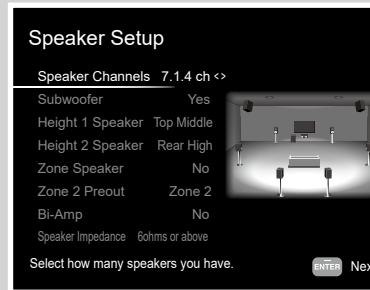 Speaker Setup
Speaker Channels 7.1.4 ch <>
Subwoofer Yes
Height 1 Speaker Top Middle
Height 2 Speaker Rear High
Zone Speaker No
Zone 2 Preout Zone 2
Bi-Amp No
Speaker Impedance 6ohms or above
Select how many speakers you have.
ENTER Nex